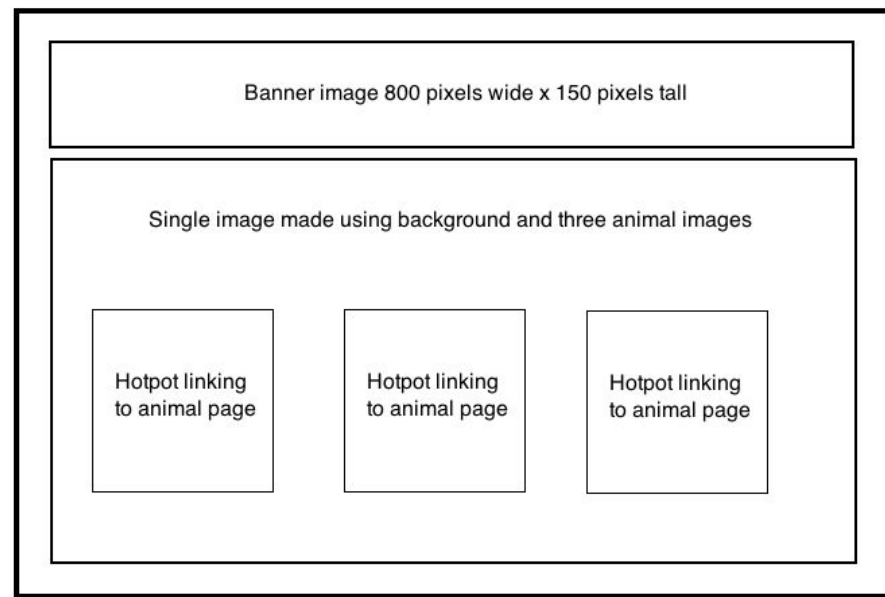 Banner image 800 pixels wide x 150 pixels tall
Single image made using background and three animal images
Hotpot linking
to animal page
Hotpot linking
to animal page
Hotpot linking
to animal page